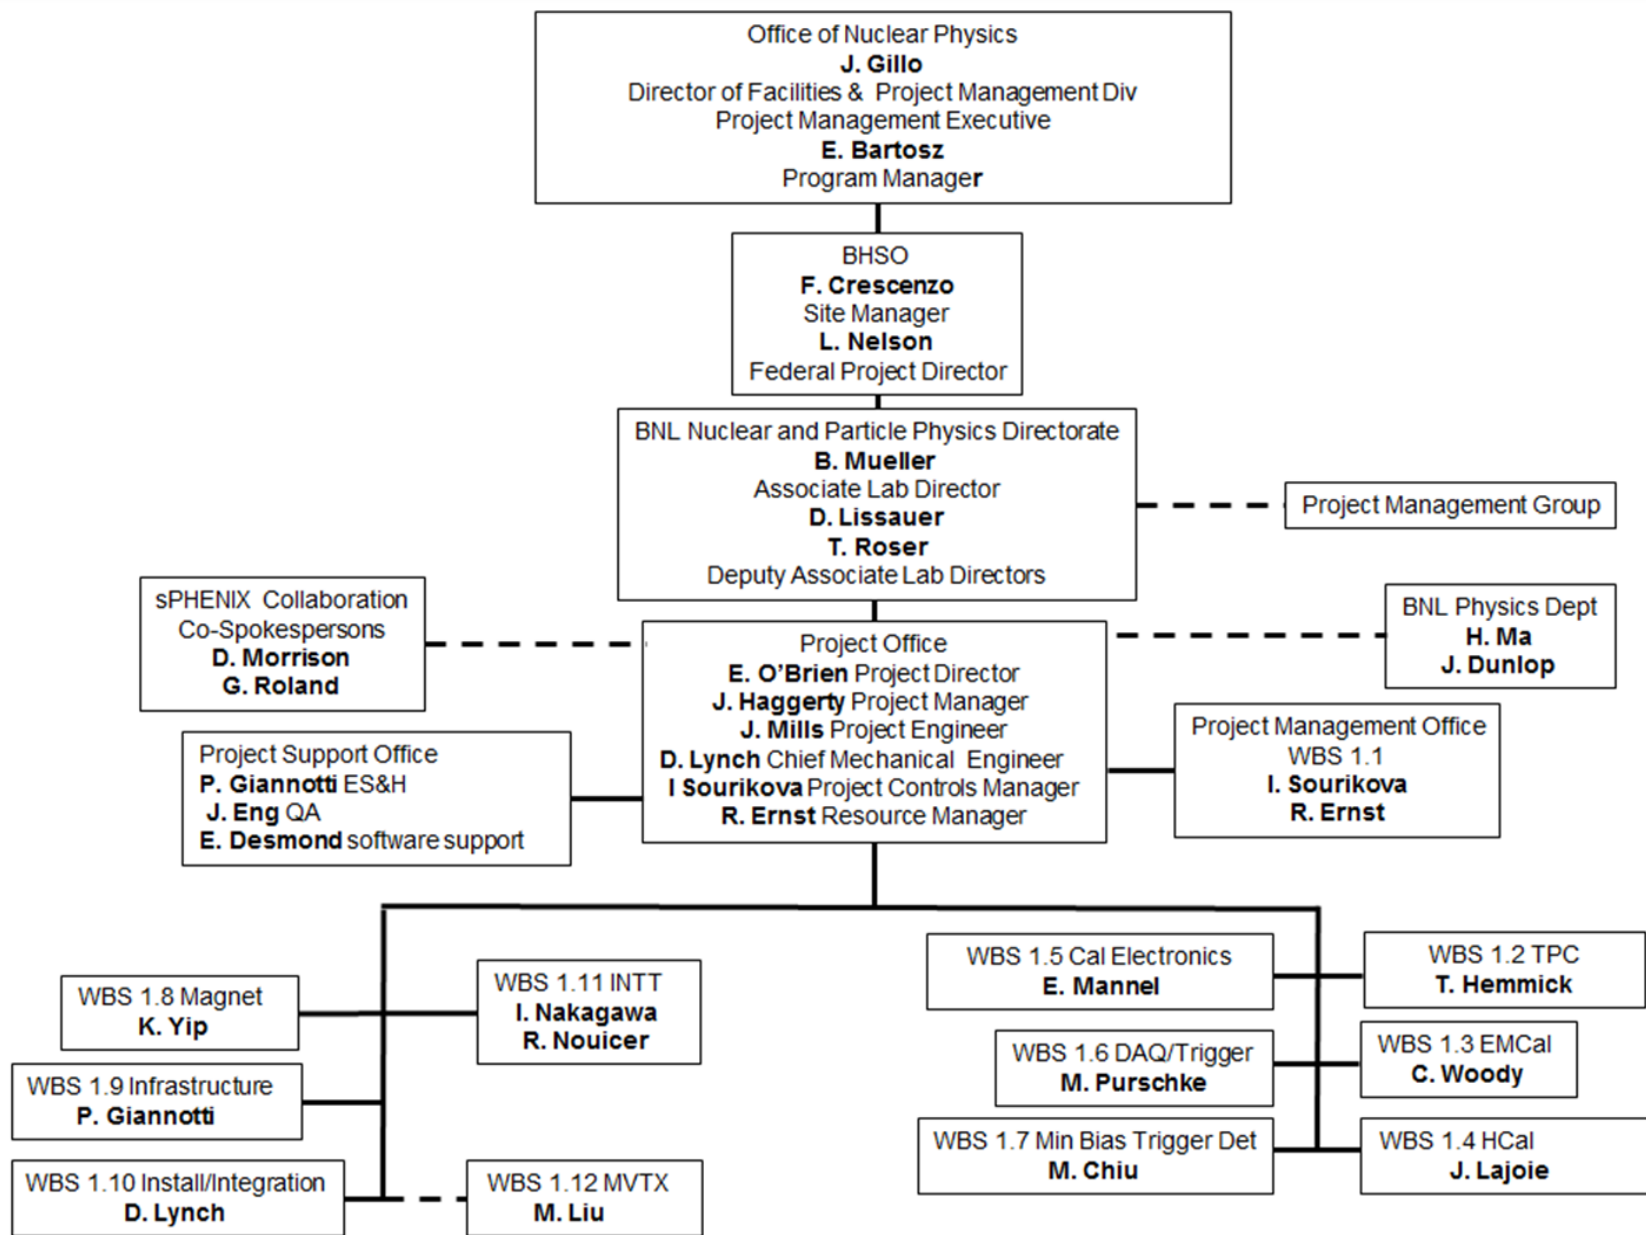 Office of Nuclear Physics
J. Gillo
Director of Facilities & Project Management Div
Project Management Executive
E. Bartosz
Program Manager
BHSO
F. Crescenzo
Site Manager
L. Nelson
Federal Project Director
BNL Nuclear and Particle Physics Directorate
B. Mueller
Associate Lab Director
D. Lissauer
T. Roser
Deputy Associate Lab Directors
Project Management Group
sPHENIX Collaboration
Co-Spokespersons
D. Morrison
G. Roland
BNL Physics Dept
H. Ma
J. Dunlop
Project Office
E. O’Brien Project Director
J. Haggerty Project Manager
J. Mills Project Engineer
D. Lynch Chief Mechanical Engineer
I Sourikova Project Controls Manager
R. Ernst Resource Manager
Project Support Office
P. Giannotti ES&H
J. Eng QA
E. Desmond software support
Project Management Office
WBS 1.1
I. Sourikova
R. Ernst
WBS 1.8 Magnet
K. Yip
WBS 1.11 INTT
I. Nakagawa
R. Nouicer
WBS 1.9 Infrastructure
P. Giannotti
WBS 1.10 Install/Integration
D. Lynch
WBS 1.12 MVTX
M. Liu
WBS 1.5 Cal Electronics
E. Mannel
WBS 1.2 TPC
T. Hemmick
WBS 1.6 DAQ/Trigger
M. Purschke
WBS 1.3 EMCal
C. Woody
WBS 1.7 Min Bias Trigger Det
M. Chiu
WBS 1.4 HCal
J. Lajoie